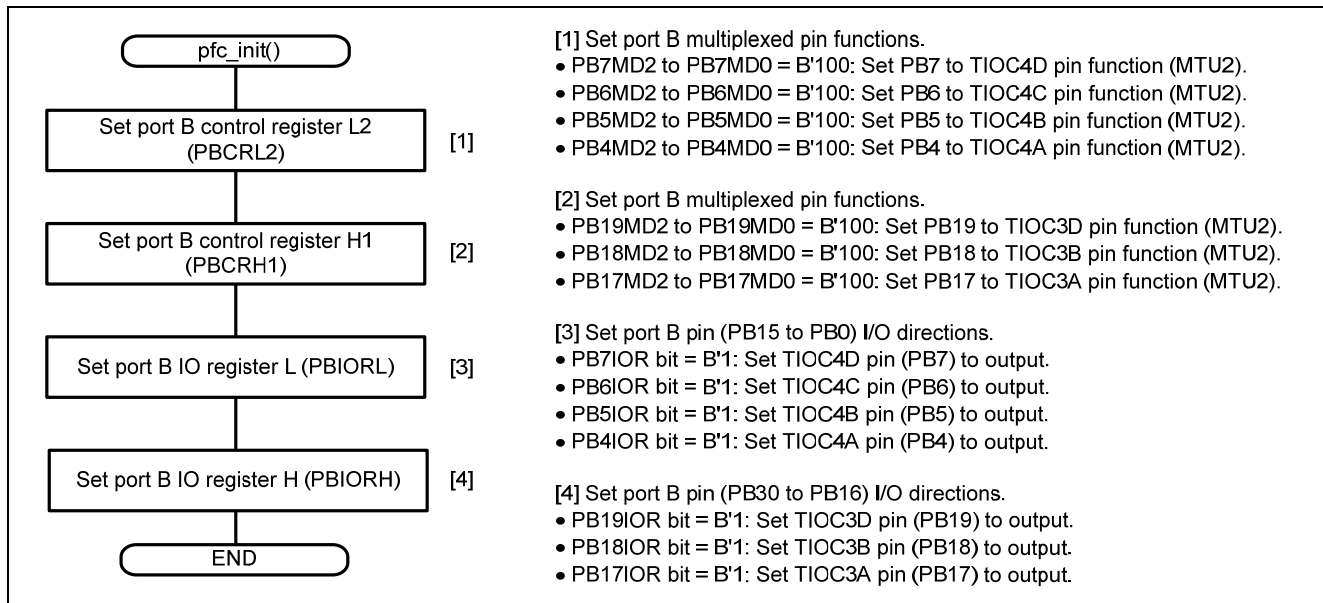 pfc_init()
Set port B control register L2
(PBCRL2)
[1]
Set port B control register H1
(PBCRH1)
[2]
Set port B IO register L (PBIORL)
[3]
Set port B IO register H (PBIORH)
[4]
END
[1] Set port B multiplexed pin functions.
• PB7MD2 to PB7MD0 = B'100: Set PB7 to TIOC4D pin function (MTU2).
• PB6MD2 to PB6MD0 = B'100: Set PB6 to TIOC4C pin function (MTU2).
• PB5MD2 to PB5MD0 = B'100: Set PB5 to TIOC4B pin function (MTU2).
• PB4MD2 to PB4MD0 = B'100: Set PB4 to TIOC4A pin function (MTU2).
[2] Set port B multiplexed pin functions.
• PB19MD2 to PB19MD0 = B'100: Set PB19 to TIOC3D pin function (MTU2).
• PB18MD2 to PB18MD0 = B'100: Set PB18 to TIOC3B pin function (MTU2).
• PB17MD2 to PB17MD0 = B'100: Set PB17 to TIOC3A pin function (MTU2).
[3] Set port B pin (PB15 to PB0) I/O directions.
• PB7IOR bit = B'1: Set TIOC4D pin (PB7) to output.
• PB6IOR bit = B'1: Set TIOC4C pin (PB6) to output.
• PB5IOR bit = B'1: Set TIOC4B pin (PB5) to output.
• PB4IOR bit = B'1: Set TIOC4A pin (PB4) to output.
[4] Set port B pin (PB30 to PB16) I/O directions.
• PB19IOR bit = B'1: Set TIOC3D pin (PB19) to output.
• PB18IOR bit = B'1: Set TIOC3B pin (PB18) to output.
• PB17IOR bit = B'1: Set TIOC3A pin (PB17) to output.